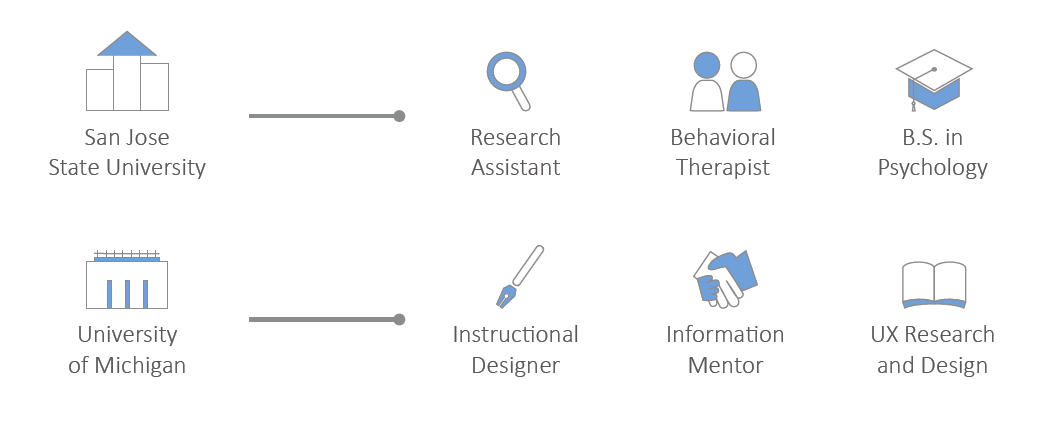 San Jose
State University
Research
Assistant
Behavioral
Therapist
B.S. in
Psychology
University
of Michigan
Instructional
Designer
Information
Mentor
UX Research
and Design